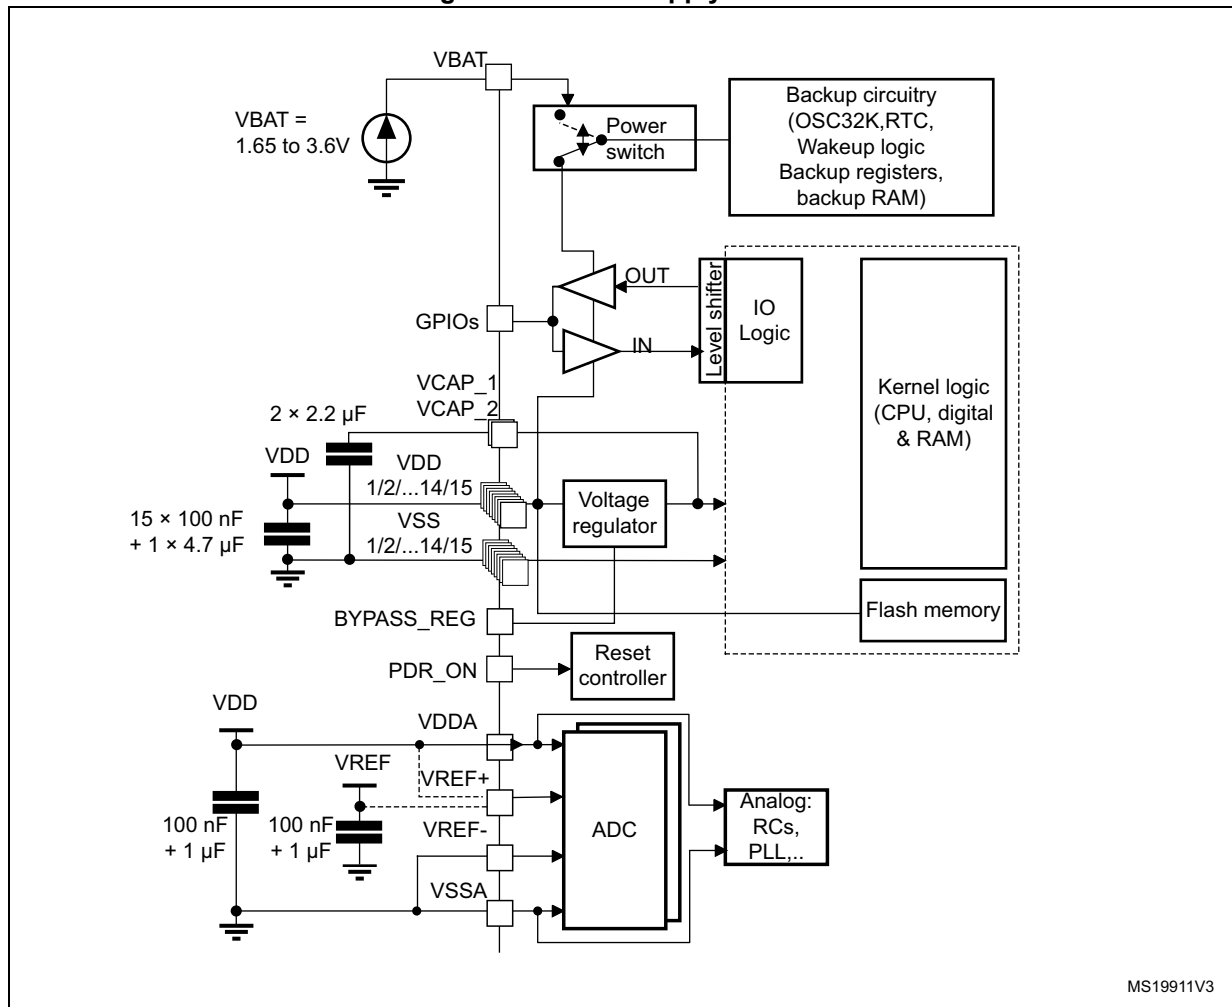 VBAT
VBAT =
1.65 to 3.6V
Power
switch
Backup circuitry
(OSC32K,RTC,
Wakeup logic
Backup registers,
backup RAM)
OUT
GPIOs
IN
Level shifter
IO
Logic
Kernel logic
(CPU, digital
& RAM)
VCAP_1
VCAP_2
2 × 2.2 µF
VDD
VDD
1/2/...14/15
Voltage
regulator
15 × 100 nF
+ 1 × 4.7 µF
VSS
1/2/...14/15
Flash memory
BYPASS_REG
PDR_ON
Reset
controller
VDD
VDDA
VREF
VREF+
100 nF
+ 1 µF
100 nF
+ 1 µF
VREF-
VSSA
ADC
Analog:
RCs,
PLL,..
MS19911V3